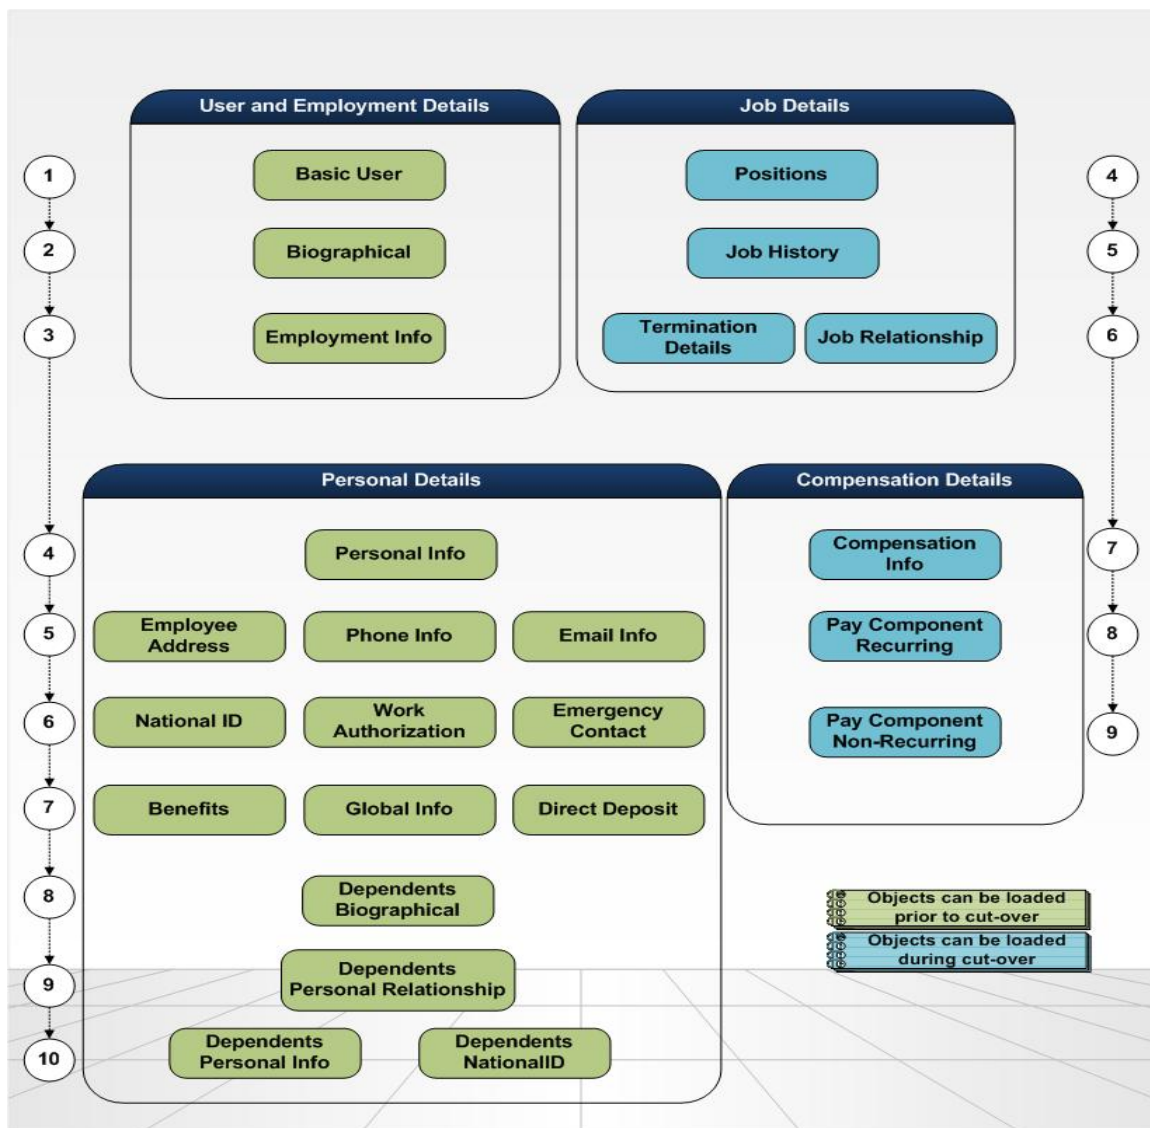 User and Employment Details
Job Details
1
Basic User
Positions
4
2
Biographical
Job History
5
3
Employment Info
Termination
Details
Job Relationship
6
Personal Details
Compensation Details
4
Personal Info
Compensation
Info
7
5
Employee
Address
Phone Info
Email Info
Pay Component
Recurring
8
6
National ID
Work
Authorization
Emergency
Contact
Pay Component
Non-Recurring
9
7
Benefits
Global Info
Direct Deposit
8
Dependents
Biographical
Objects can be loaded
prior to cut-over
Objects can be loaded
during cut-over
9
Dependents
Personal Relationship
10
Dependents
Personal Info
Dependents
NationalID